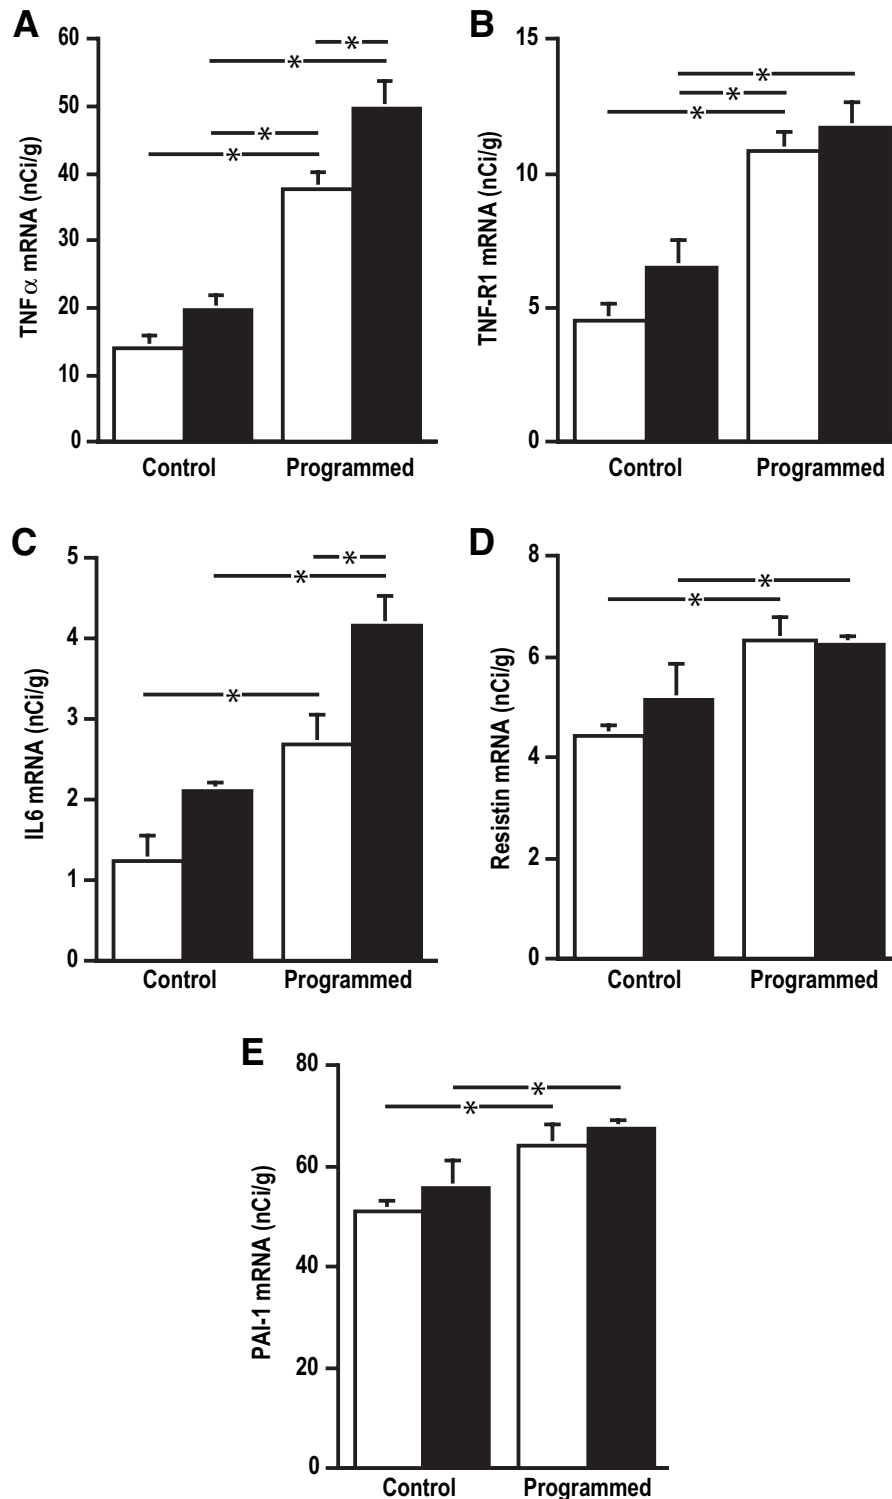 A
TNFα mRNA (nCi/g)
60
50
40
30
20
10
0
* * * *
Control Programmed
B
TNF-R1 mRNA (nCi/g)
15
10
5
0
* * *
Control Programmed
C
IL6 mRNA (nCi/g)
5
4
3
2
1
0
* * *
Control Programmed
D
Resistin mRNA (nCi/g)
8
6
4
2
0
* *
Control Programmed
E
PAI-1 mRNA (nCi/g)
80
60
40
20
0
* *
Control Programmed